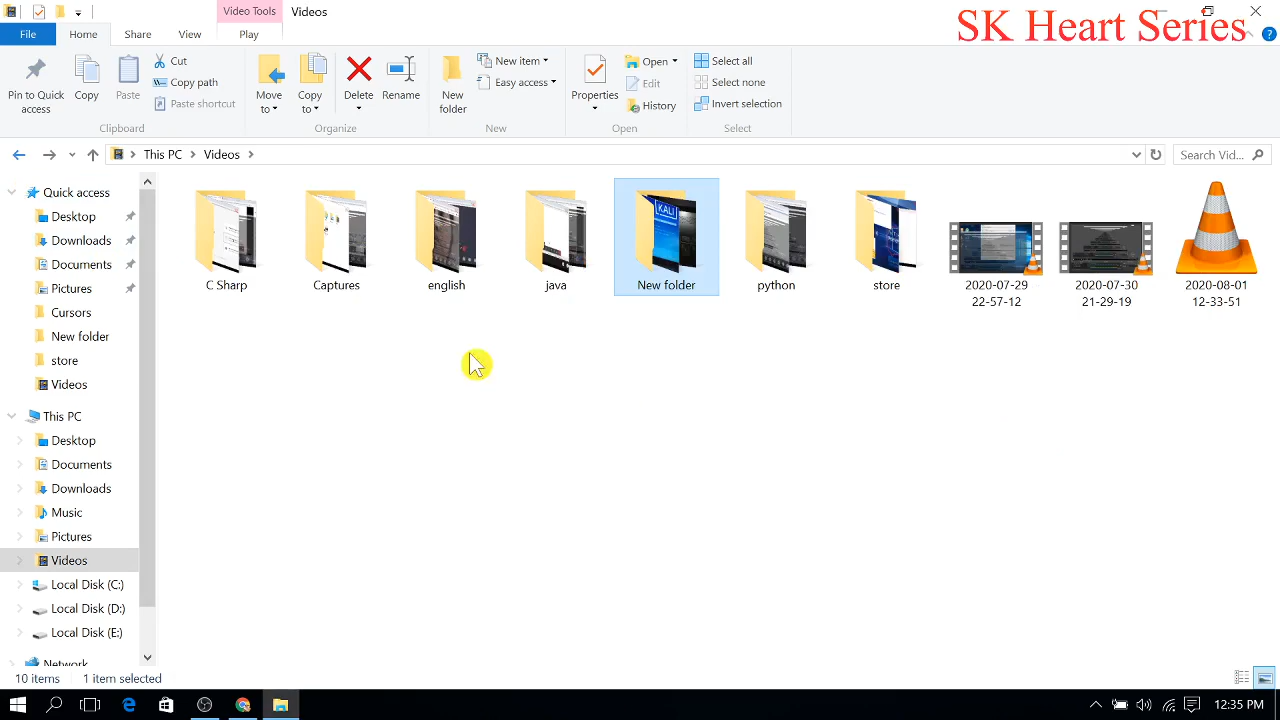 Video Tools
Videos
SK Heart Series
File
Home
Share
View
Play
Pin to Quick
access
Copy
Paste
Cut
Copy path
Paste shortcut
Clipboard
Move
to
Copy
to
Delete
Rename
Organize
New
folder
New item
Easy access
New
Properties
Open
Edit
History
Open
Select all
Select none
Invert selection
Select
This PC
Videos
Search Vid...
Quick access
Desktop
Downloads
Documents
Pictures
Cursors
New folder
store
Videos
This PC
Desktop
Documents
Downloads
Music
Pictures
Videos
Local Disk (C:)
Local Disk (D:)
Local Disk (E:)
Network
KALI
C Sharp
Captures
english
java
New folder
python
store
2020-07-29
22-57-12
2020-07-30
21-29-19
2020-08-01
12-33-51
10 items
1 item selected
12:35 PM